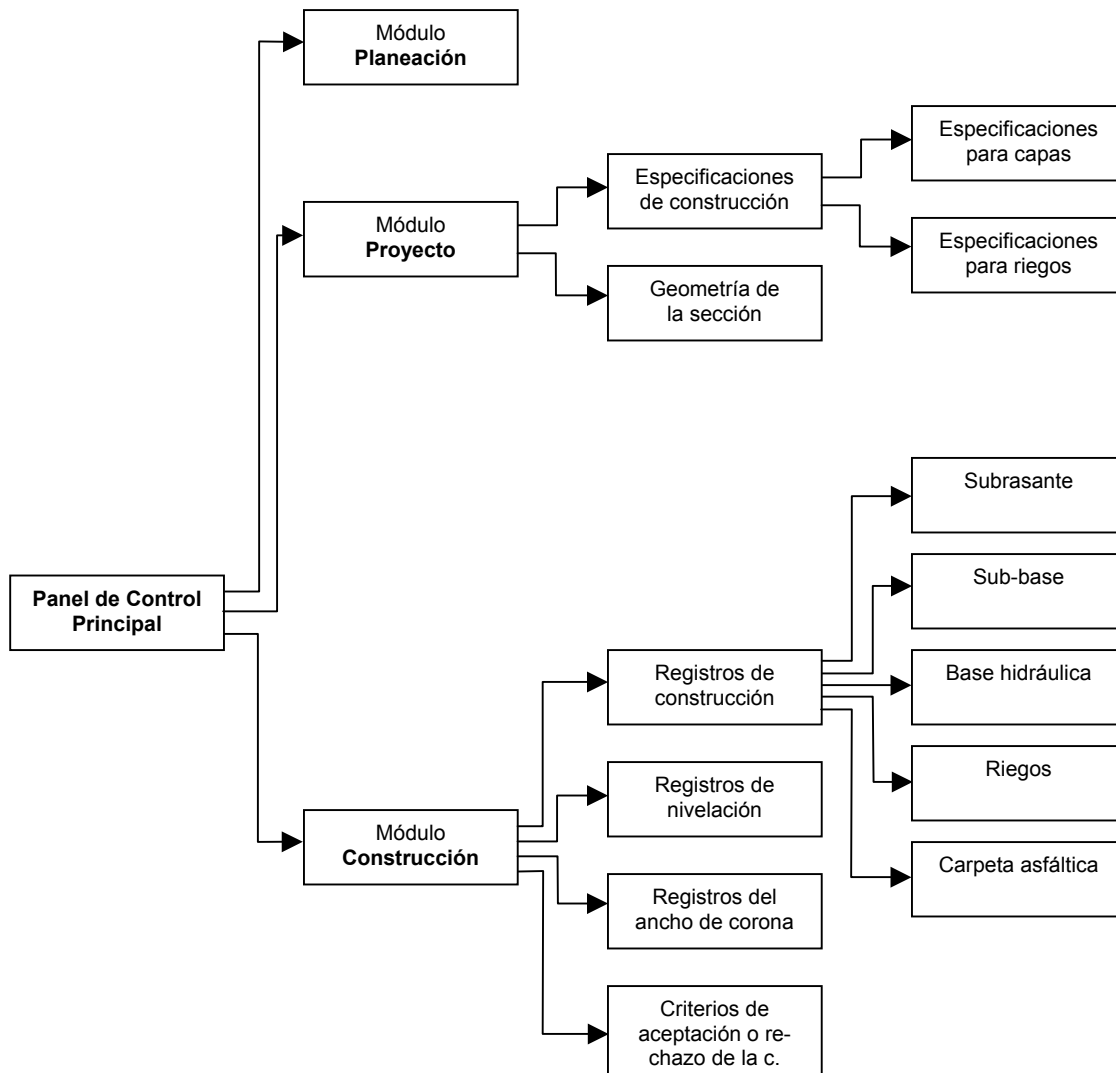 Módulo
Planeación
Especificaciones
para capas
Especificaciones
de construcción
Módulo
Proyecto
Especificaciones
para riegos
Geometría de
la sección
Subrasante
Sub-base
Panel de Control
Principal
Registros de
construcción
Base hidráulica
Riegos
Registros de
nivelación
Módulo
Construcción
Carpeta asfáltica
Registros del
ancho de corona
Criterios de
aceptación o re-
chazo de la c.